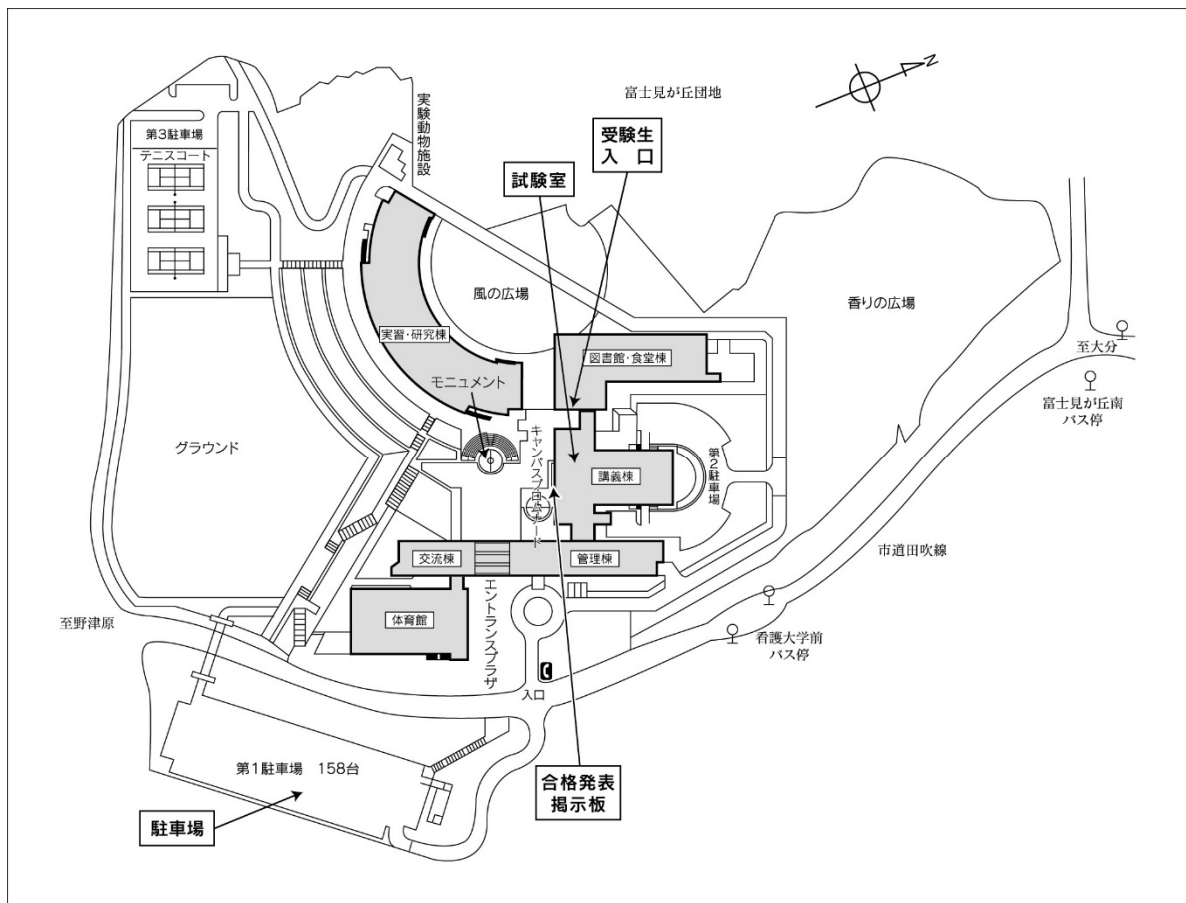 N
富士見が丘団地
実験動物施設
第3駐車場
テニスコート
受験生
入口
試験室
風の広場
香りの広場
実習・研究棟
図書館・食堂棟
至大分
モニュメント
富士見が丘南
バス停
グラウンド
キャンパスプロムナード
講義棟
第2駐車場
市道田吹線
交流棟
管理棟
エントランスプラザ
体育館
至野津原
看護大学前
バス停
入口
第1駐車場 158台
合格発表
掲示板
駐車場